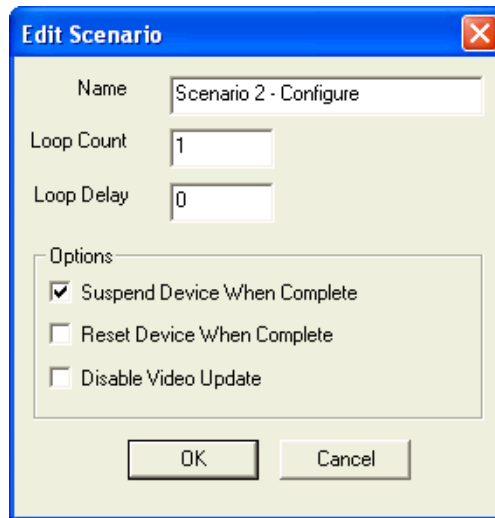 Edit Scenario
Name
Scenario 2 - Configure
Loop Count
1
Loop Delay
0
Options
Suspend Device When Complete
Reset Device When Complete
Disable Video Update
OK
Cancel